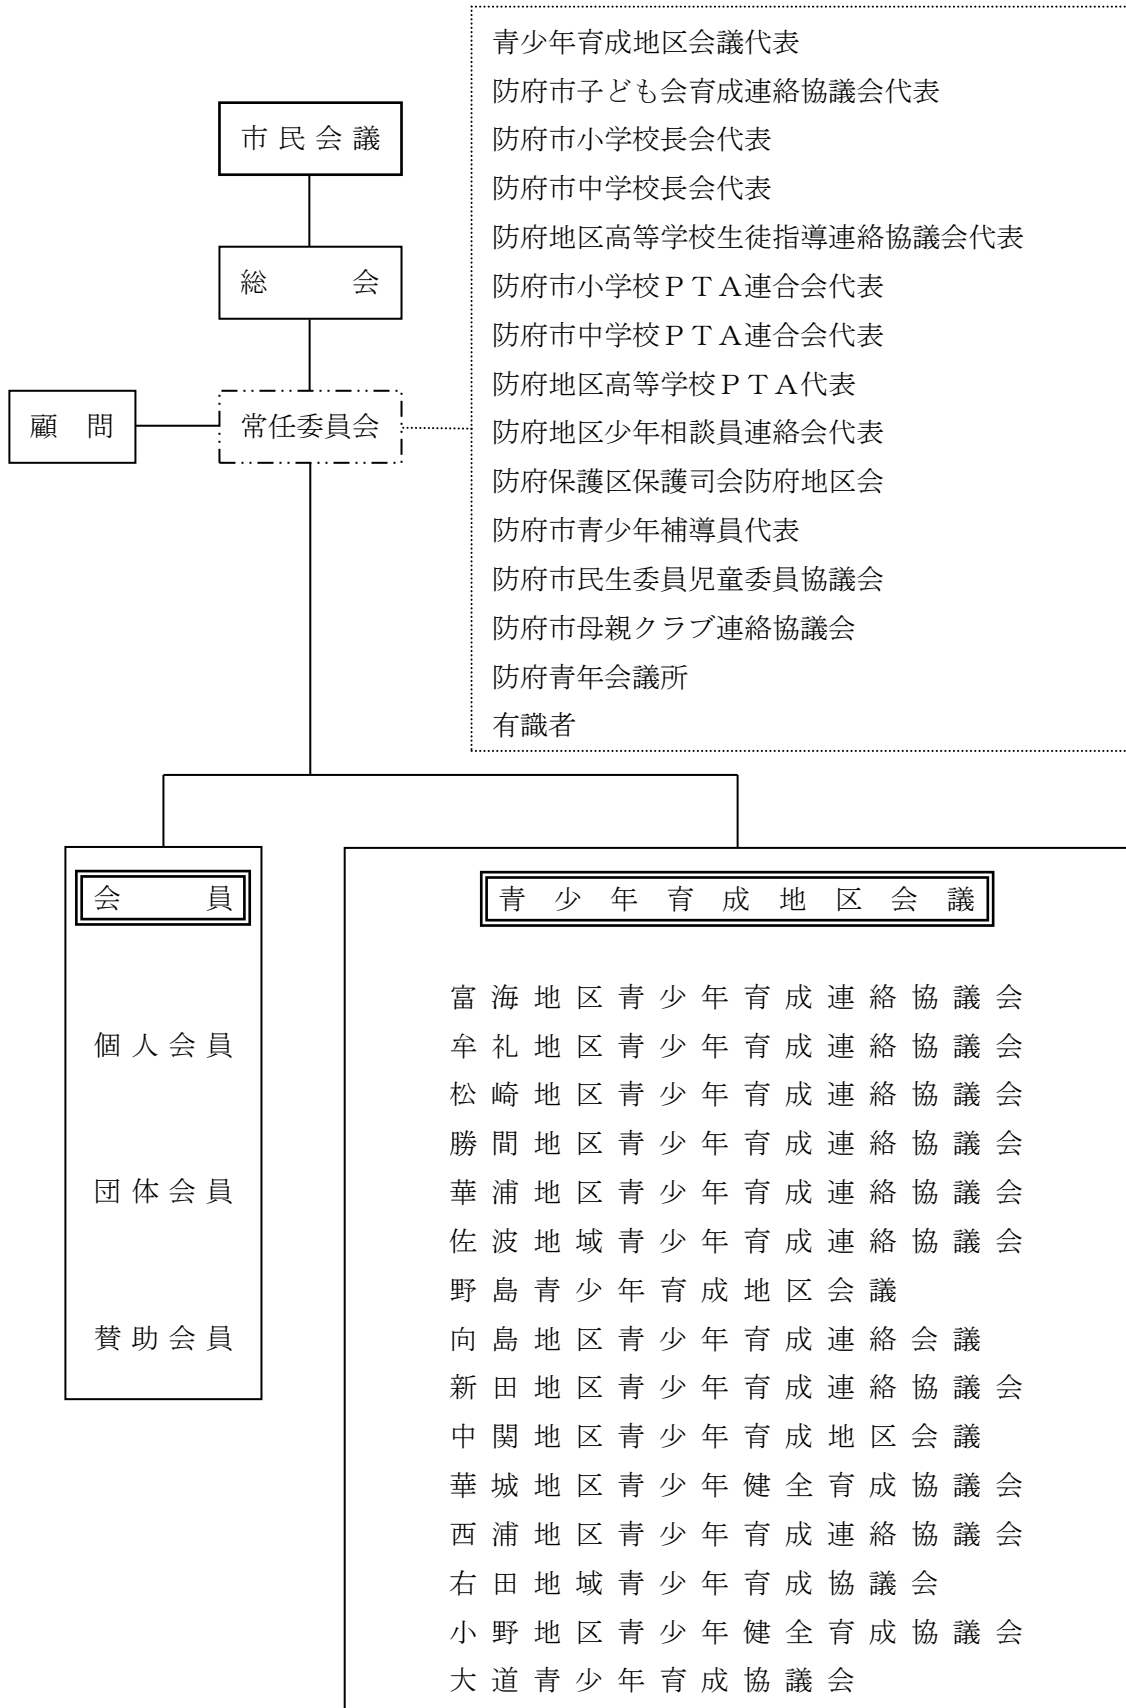 市民会議
総会
顧問
常任委員会
青少年育成地区会議代表
防府市子ども会育成連絡協議会代表
防府市小学校長会代表
防府市中学校長会代表
防府地区高等学校生徒指導連絡協議会代表
防府市小学校ＰＴＡ連合会代表
防府市中学校ＰＴＡ連合会代表
防府地区高等学校ＰＴＡ代表
防府地区少年相談員連絡会代表
防府保護区保護司会防府地区会
防府市青少年補導員代表
防府市民生委員児童委員協議会
防府市母親クラブ連絡協議会
防府青年会議所
有識者
会員
個人会員
団体会員
賛助会員
青少年育成地区会議
富海地区青少年育成連絡協議会
牟礼地区青少年育成連絡協議会
松崎地区青少年育成連絡協議会
勝間地区青少年育成連絡協議会
華浦地区青少年育成連絡協議会
佐波地域青少年育成連絡協議会
野島青少年育成地区会議
向島地区青少年育成連絡会議
新田地区青少年育成連絡協議会
中関地区青少年育成地区会議
華城地区青少年健全育成協議会
西浦地区青少年育成連絡協議会
右田地域青少年育成協議会
小野地区青少年健全育成協議会
大道青少年育成協議会